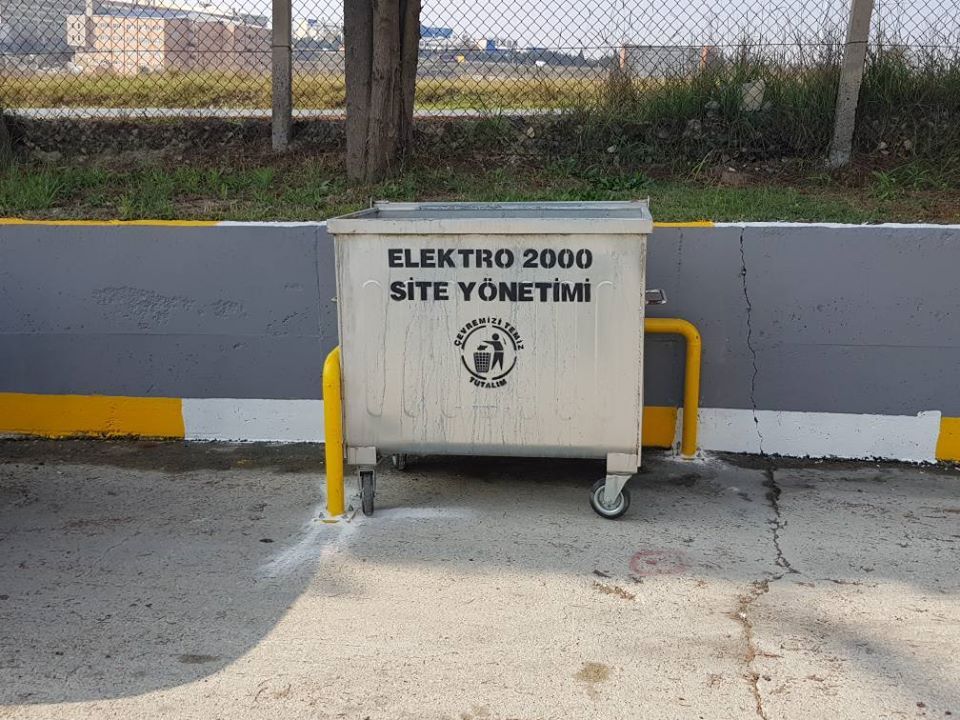 ELEKTRO 2000
SİTE YÖNETİMİ
ÇEVREMİZİ TEMİZ
TUTALIM